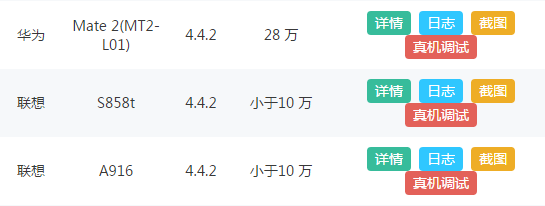 华为 Mate 2(MT2-L01) 4.4.2 28 万 详情 日志 截图
真机调试
联想 S858t 4.4.2 小于10 万 详情 日志 截图
真机调试
联想 A916 4.4.2 小于10 万 详情 日志 截图
真机调试